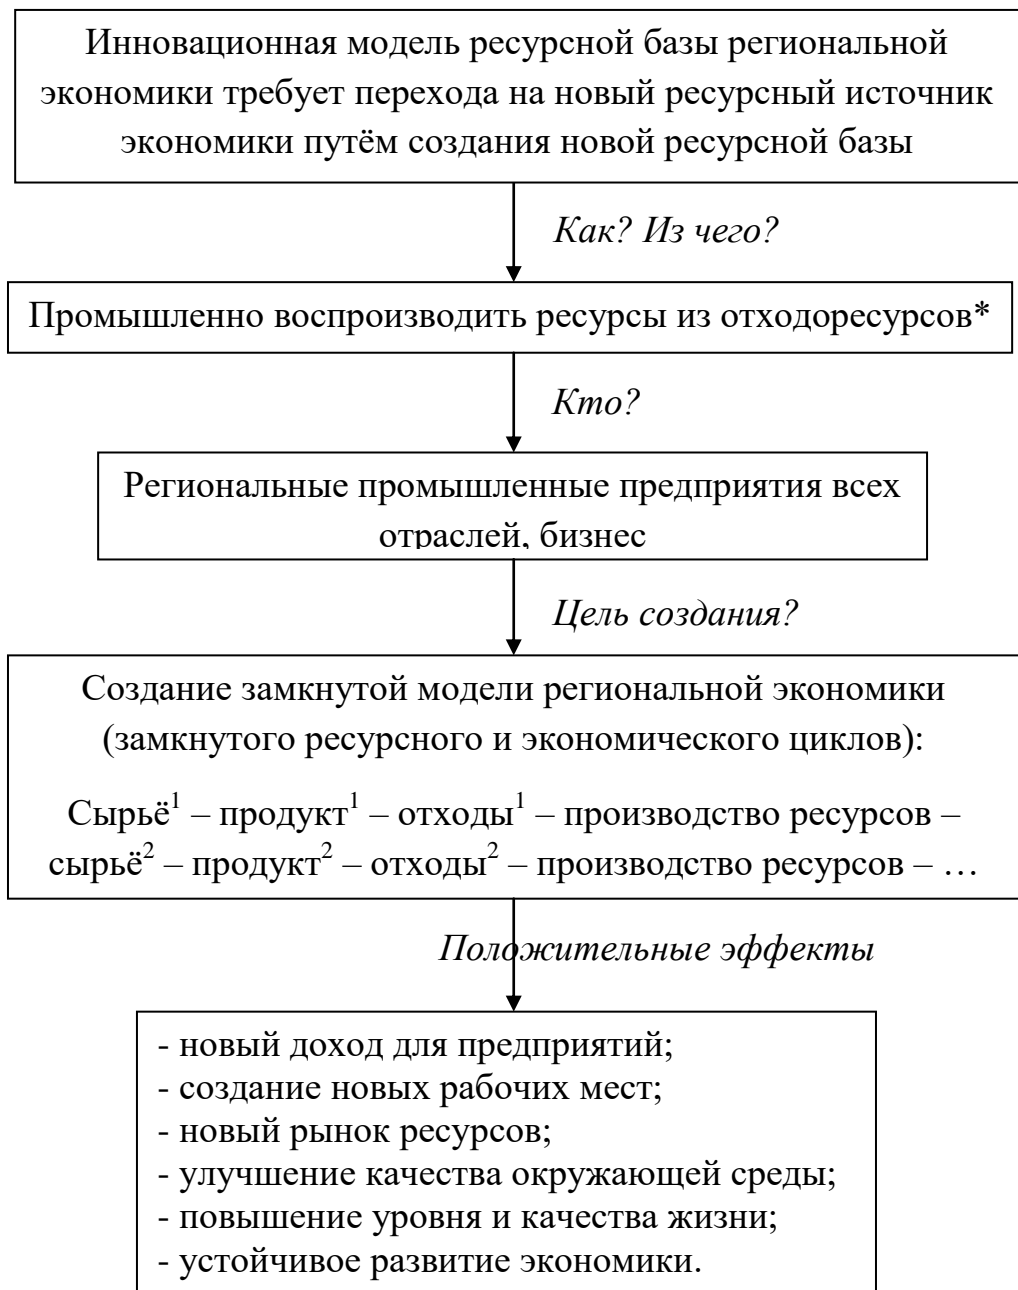 Инновационная модель ресурсной базы региональной
экономики требует перехода на новый ресурсный источник
экономики путём создания новой ресурсной базы
Как? Из чего?
Промышленно воспроизводить ресурсы из отходоресурсов*
Кто?
Региональные промышленные предприятия всех
отраслей, бизнес
Цель создания?
Создание замкнутой модели региональной экономики
(замкнутого ресурсного и экономического циклов):
Сырьё¹ – продукт¹ – отходы¹ – производство ресурсов –
сырьё² – продукт² – отходы² – производство ресурсов – …
Положительные эффекты
- новый доход для предприятий;
- создание новых рабочих мест;
- новый рынок ресурсов;
- улучшение качества окружающей среды;
- повышение уровня и качества жизни;
- устойчивое развитие экономики.